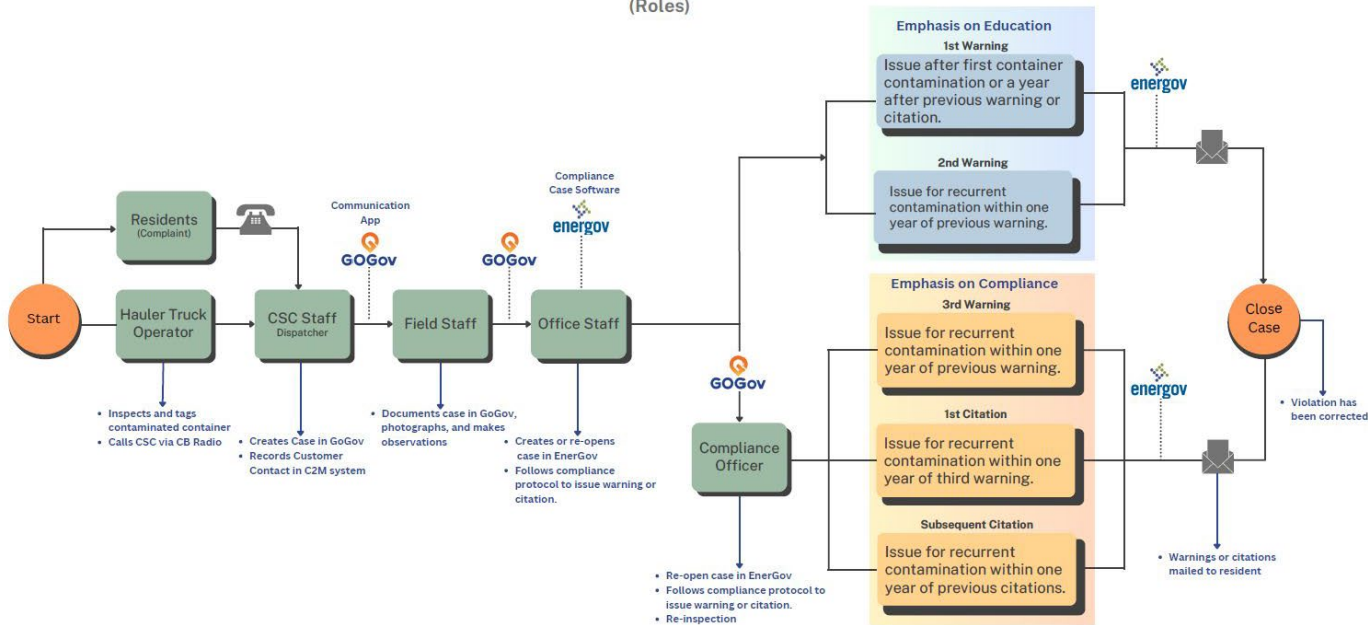 (Roles)
Emphasis on Education
1st Warning
Issue after first container
contamination or a year
after previous warning or
citation.
energov
2nd Warning
Issue for recurrent
contamination within one
year of previous warning.
Compliance
Case Software
energov
Communication
App
GOGov
GOGov
Residents
(Complaint)
Start
Hauler Truck
Operator
CSC Staff
Dispatcher
Field Staff
Office Staff
• Inspects and tags
contaminated container
• Calls CSC via CB Radio
• Creates Case in GoGov
• Records Customer
Contact in C2M system
• Documents case in GoGov,
photographs, and makes
observations
• Creates or re-opens
case in EnerGov
• Follows compliance
protocol to issue warning or
citation.
GOGov
Compliance
Officer
• Re-open case in EnerGov
• Follows compliance protocol to
issue warning or citation.
• Re-inspection
Emphasis on Compliance
3rd Warning
Issue for recurrent
contamination within one
year of previous warning.
1st Citation
Issue for recurrent
contamination within one
year of third warning.
Subsequent Citation
Issue for recurrent
contamination within one
year of previous citations.
energov
Close
Case
• Violation has
been corrected
• Warnings or citations
mailed to resident